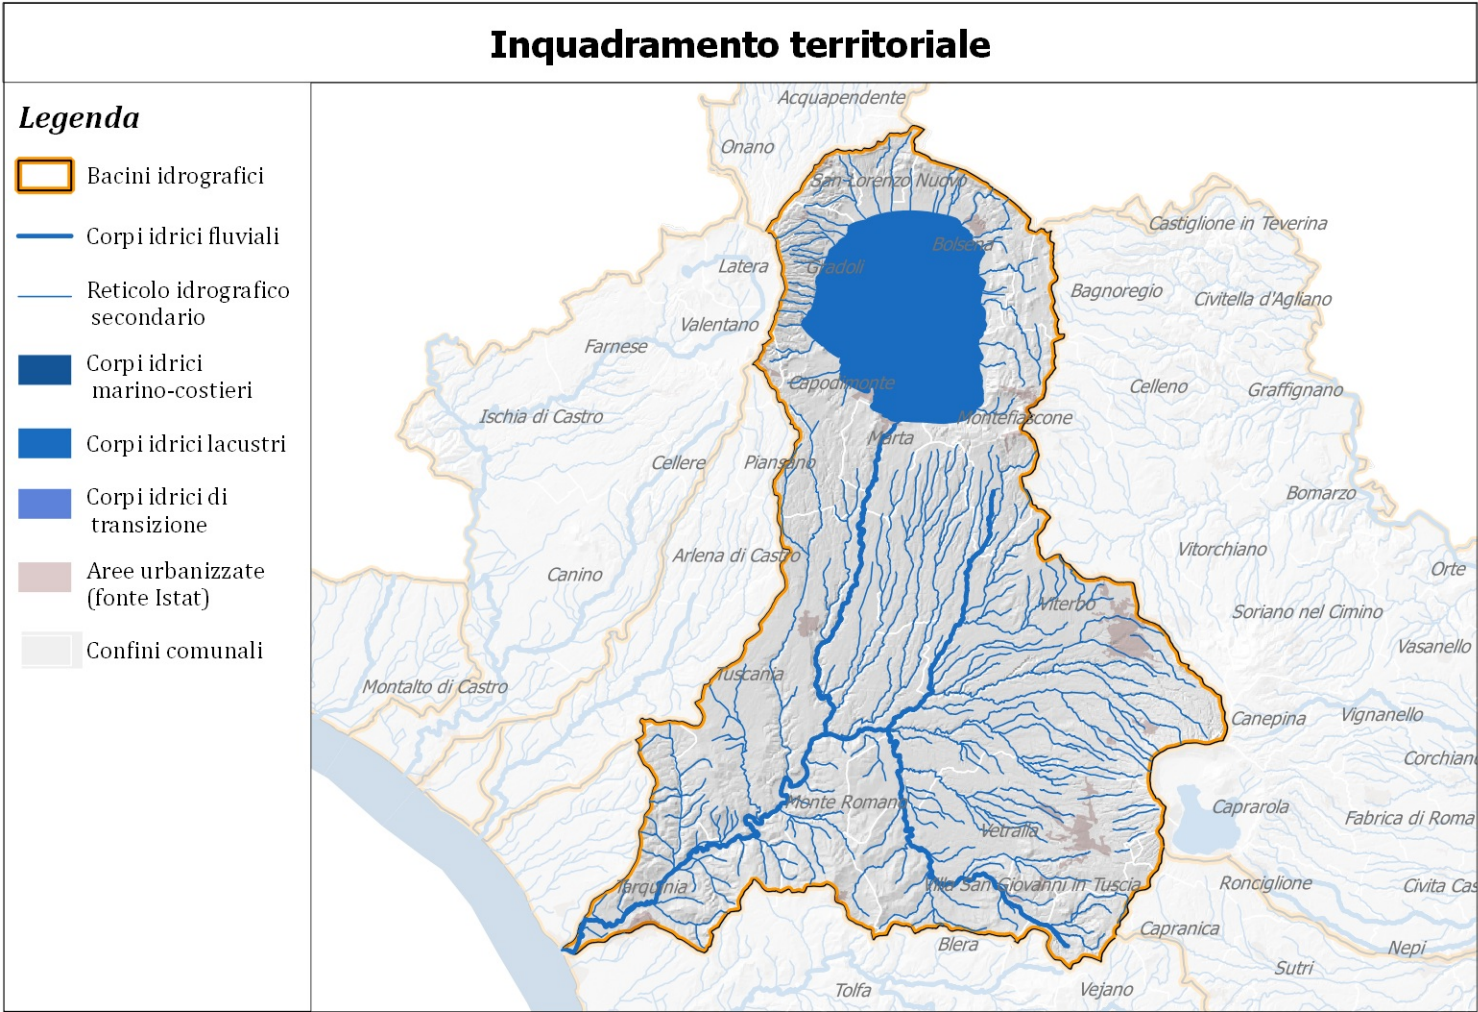 Inquadramento territoriale
Legenda
Bacini idrografici
Corpi idrici fluviali
Reticolo idrografico
secondario
Corpi idrici
marino-costieri
Corpi idrici lacustri
Corpi idrici di
transizione
Aree urbanizzate
(fonte Istat)
Confini comunali
Acquapendente
Onano
San Lorenzo Nuovo
Castiglione in Teverina
Bolsena
Latera
Gradoli
Bagnoregio
Civitella d'Agliano
Valentano
Farnese
Capodimonte
Celleno
Graffignano
Ischia di Castro
Montefiascone
Marta
Cellere
Piansano
Bomarzo
Vitorchiano
Arlena di Castro
Canino
Orte
Viterbo
Soriano nel Cimino
Vasanello
Tuscania
Montalto di Castro
Canepina
Vignanello
Corchiano
Monte Romano
Caprarola
Fabrica di Roma
Vetralla
Tarquinia
Villa San Giovanni in Tuscia
Ronciglione
Civita Cas
Capranica
Blera
Nepi
Sutri
Tolfa
Vejano